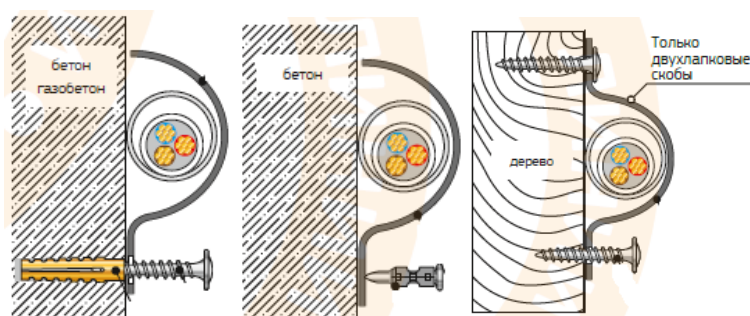 бетон
газобетон
бетон
дерево
Только
двухлапковые
скобы